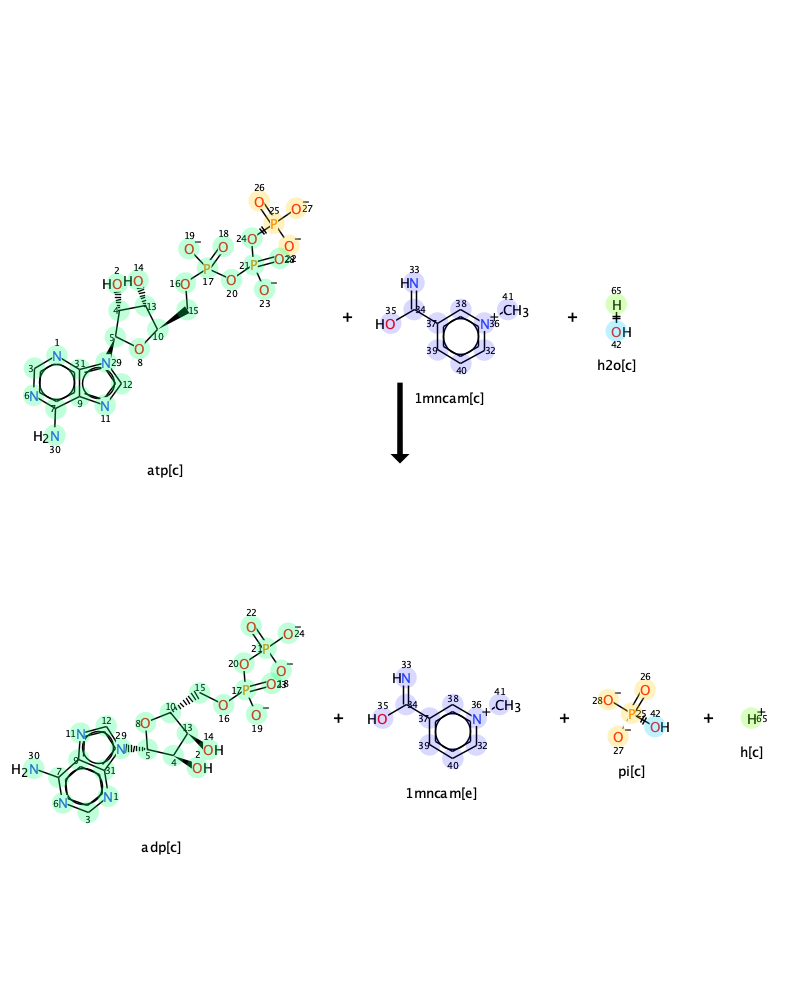 26
25
27
O
O⁻
P
19
18
24
O⁻
O
O
O⁻
2
14
21
22
HO
HO
P
P
O
16
O
17
O
20
O⁻
23
33
65
4
13
15
HN
38
41
H
35
34
+
CH3
+
+
HO
37
N
36
+
OH
5
10
42
1
29
O
8
39
32
h2o[c]
31
N
N
3
12
40
6
N
1mncam[c]
7
9
N
11
H2N
30
atp[c]
22
O
21
O⁻
24
P
20
O
O⁻
33
26
15
17
P
O
18
HN
38
36
41
28
O⁻
O
12
10
O
16
O⁻
19
35
34
+
CH3
P
25
42
+
11
N
29
8
O
13
14
+
HO
37
N
+
O⁻
27
OH
+
H
65
30
9
N
5
4
2
OH
39
32
h[c]
H2N
7
31
OH
40
pi[c]
6
N
N
1
1mncam[e]
3
adp[c]